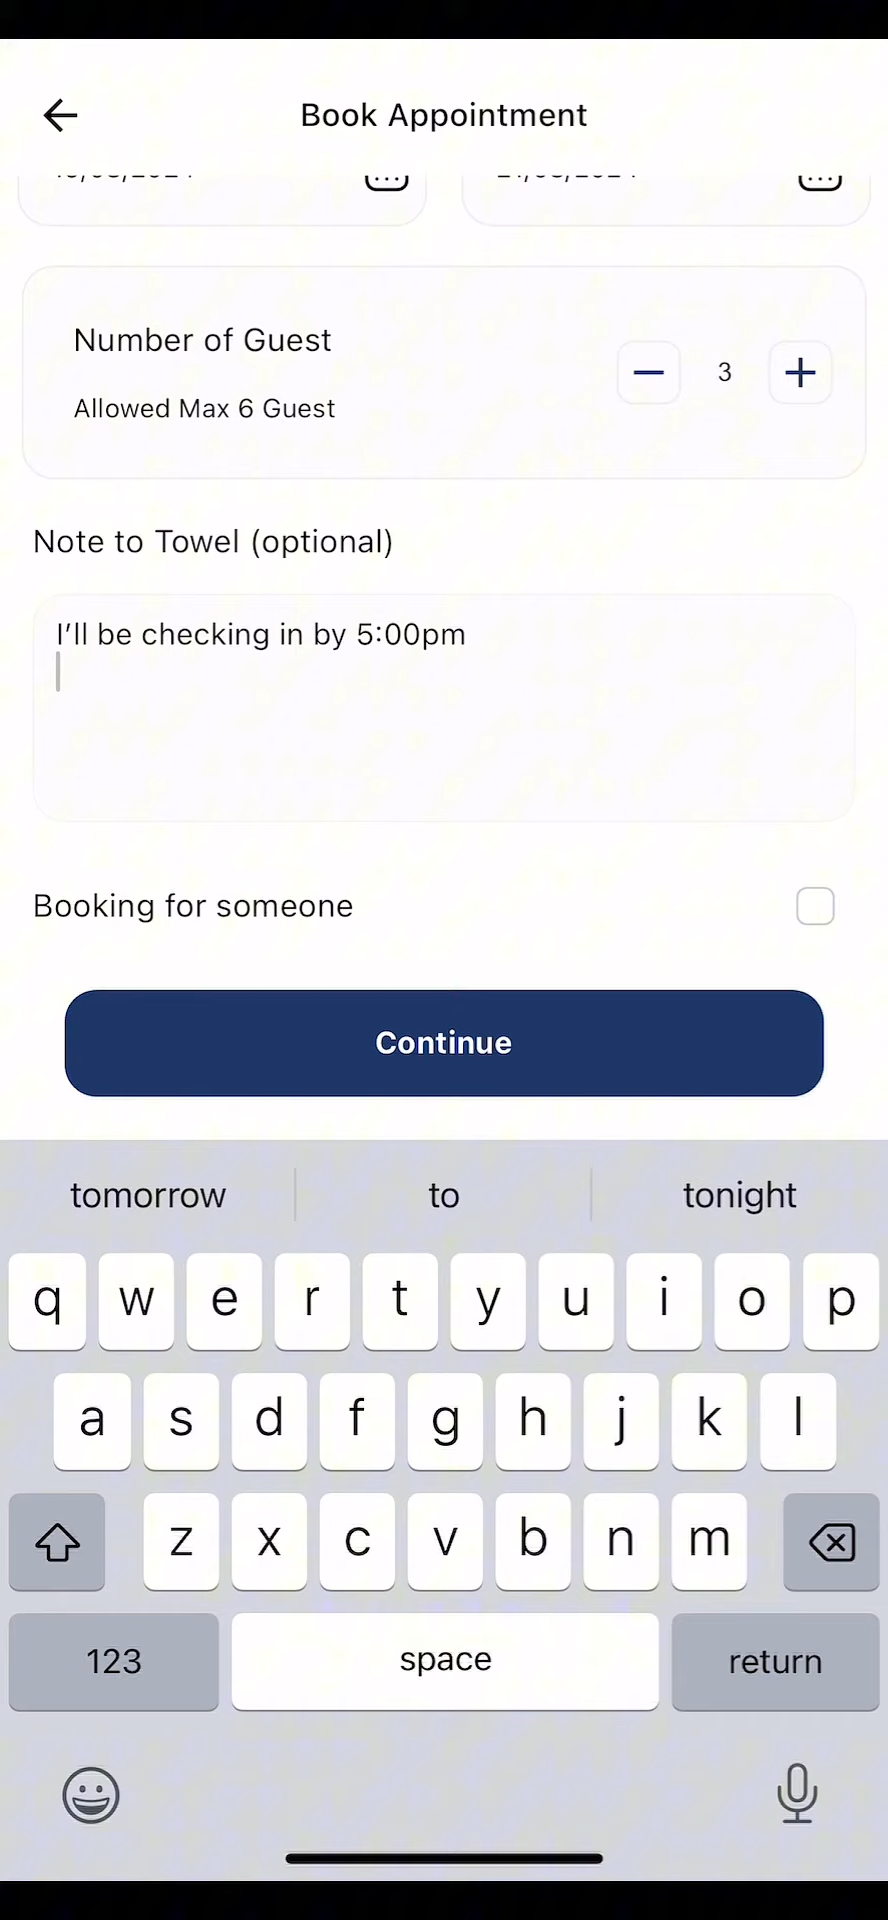 Book Appointment
Number of Guest
Allowed Max 6 Guest
3
Note to Towel (optional)
I'll be checking in by 5:00pm
Booking for someone
Continue
tomorrow to tonight
q w e r t y u i o p
a s d f g h j k l
z x c v b n m
123 space return